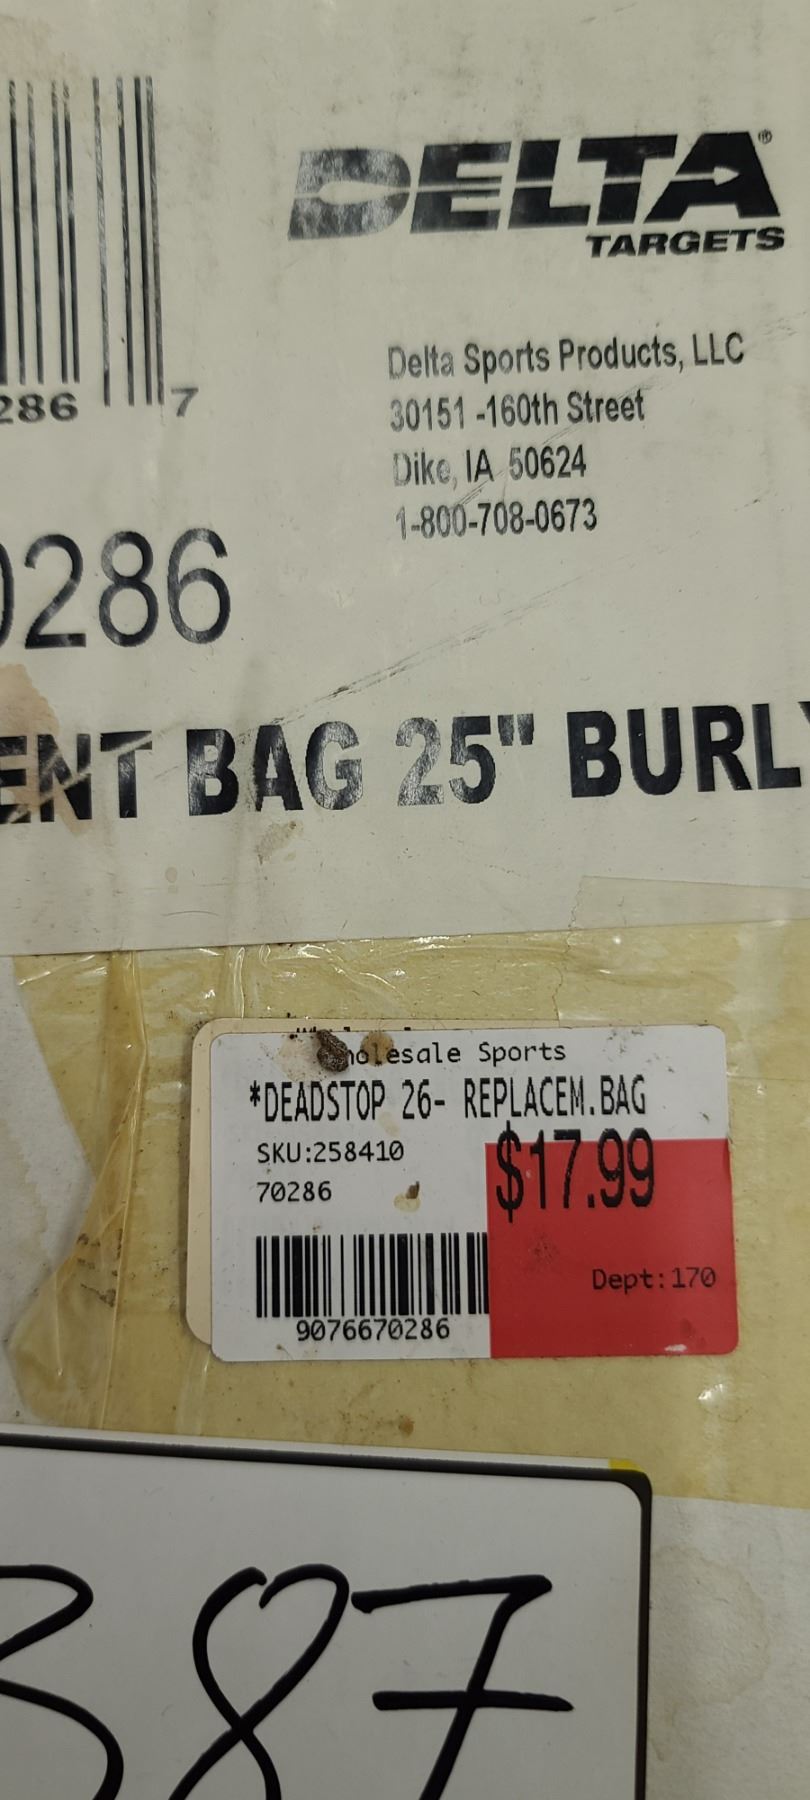 DELTA®
TARGETS
Delta Sports Products, LLC
30151 -160th Street
Dike, IA 50624
1-800-708-0673
286 7
0286
ENT BAG 25" BURLY
Wholesale Sports
*DEADSTOP 26- REPLACEM.BAG
SKU:258410
$17.99
70286
Dept:170
9076670286
387